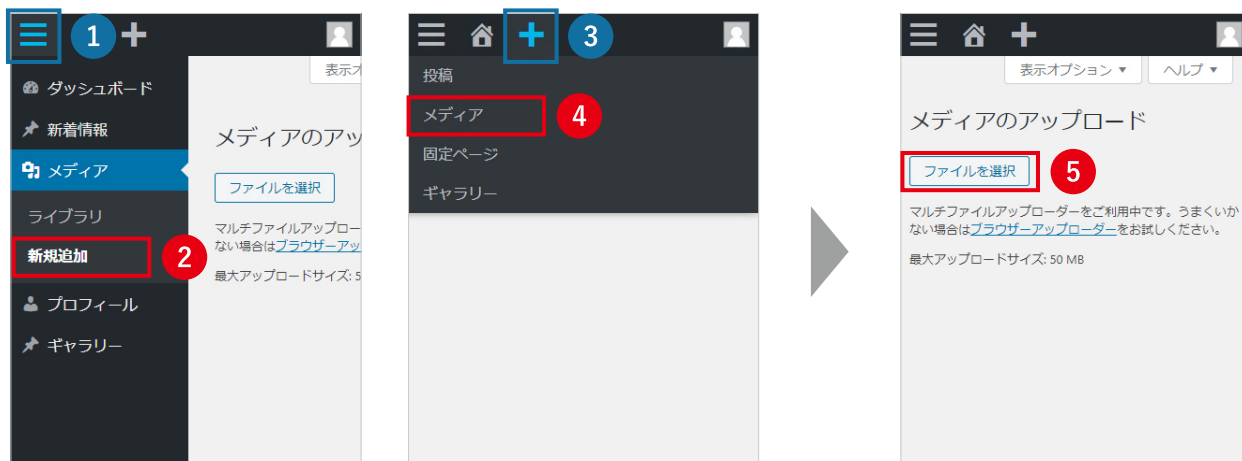 1
表示オ
ダッシュボード
新着情報
メディア
ライブラリ
新規追加
2
プロフィール
ギャラリー
メディアのアッ
ファイルを選択
マルチファイルアップロー
ない場合はブラウザーアッ
最大アップロードサイズ: 5
3
投稿
メディア
4
固定ページ
ギャラリー
表示オプション ▼
ヘルプ ▼
メディアのアップロード
ファイルを選択
5
マルチファイルアップローダーをご利用中です。うまくいか
ない場合はブラウザーアップローダーをお試しください。
最大アップロードサイズ: 50 MB